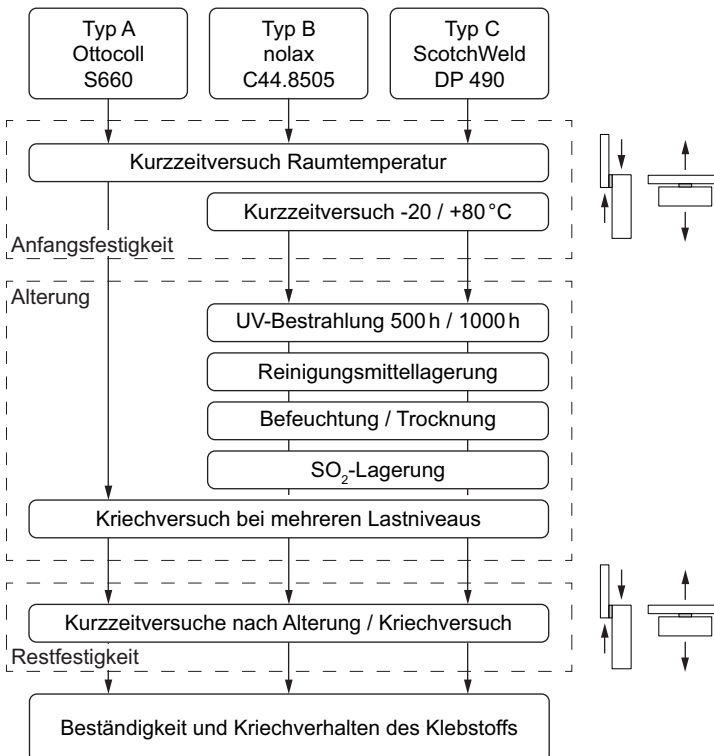 Typ A
Ottocoll
S660
Typ B
nolax
C44.8505
Typ C
ScotchWeld
DP 490
Kurzzeitversuch Raumtemperatur
Kurzzeitversuch -20 / +80 °C
Anfangsfestigkeit
Alterung
UV-Bestrahlung 500 h / 1000 h
Reinigungsmittellagerung
Befeuchtung / Trocknung
SO₂-Lagerung
Kriechversuch bei mehreren Lastniveaus
Kurzzeitversuche nach Alterung / Kriechversuch
Restfestigkeit
Beständigkeit und Kriechverhalten des Klebstoffs